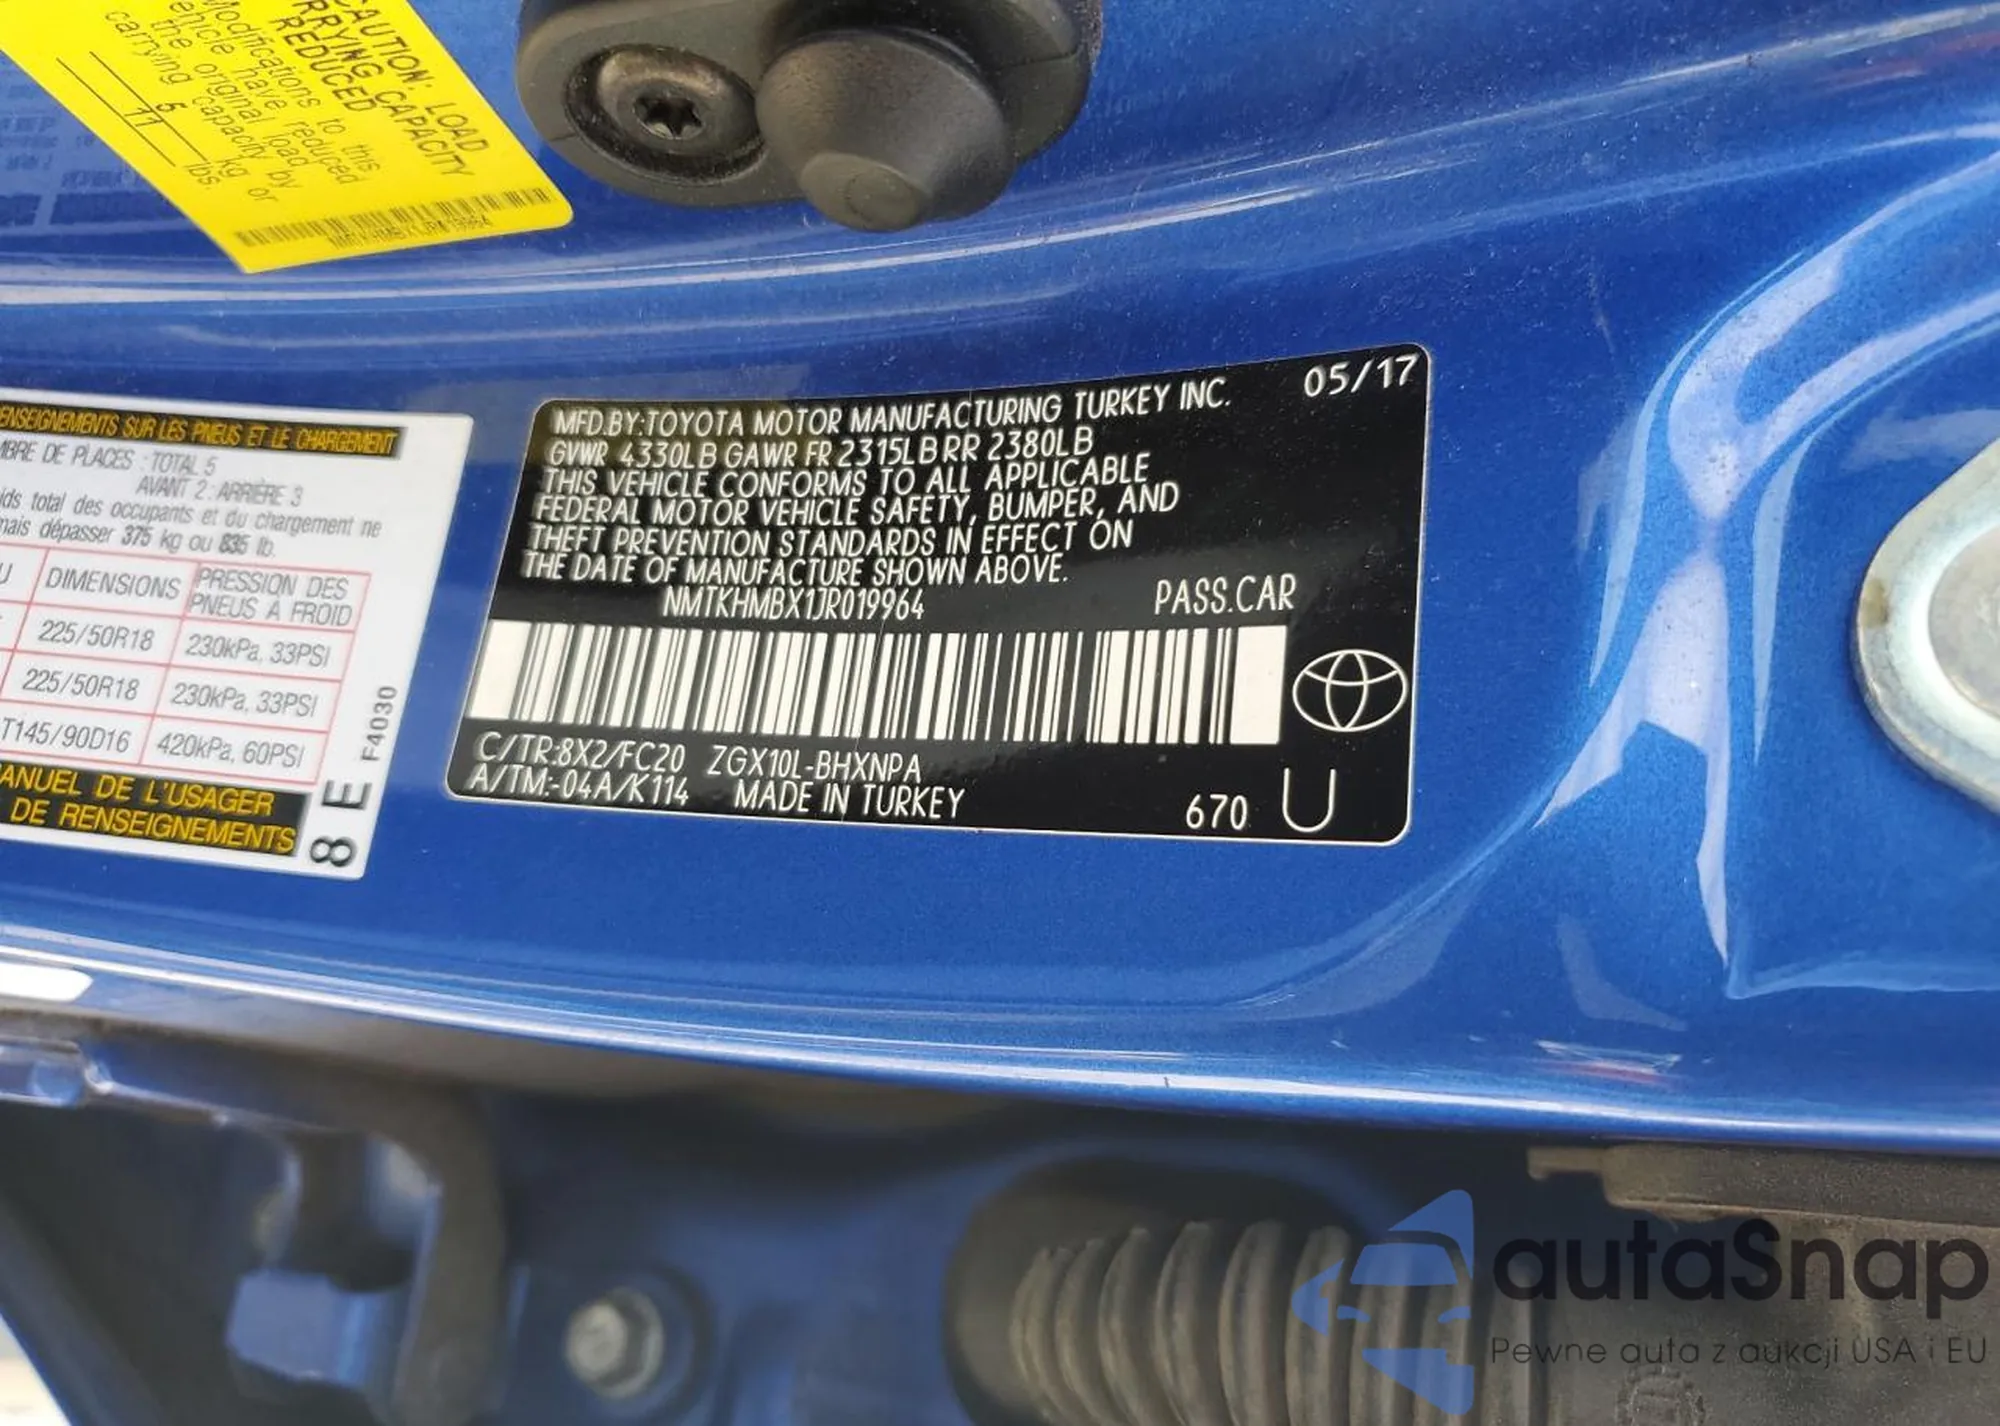 CAUTION: LOAD
CARRYING CAPACITY
REDUCED
Modifications to this
vehicle have reduced
the original load
carrying capacity by
5 kg or
11 lbs
RENSEIGNEMENTS SUR LES PNEUS ET LE CHARGEMENT
MBRE DE PLACES : TOTAL 5
AVANT 2 : ARRIÈRE 3
ids total des occupants et du chargement ne
mais dépasser 375 kg ou 835 lb.
U DIMENSIONS PRESSION DES
PNEUS À FROID
225/50R18 230kPa, 33PSI
225/50R18 230kPa, 33PSI
T145/90D16 420kPa, 60PSI
MANUEL DE L'USAGER
DE RENSEIGNEMENTS
8 E
F4030
05/17
MFD.BY:TOYOTA MOTOR MANUFACTURING TURKEY INC.
GVWR 4330LB GAWR FR 2315LB RR 2380LB
THIS VEHICLE CONFORMS TO ALL APPLICABLE
FEDERAL MOTOR VEHICLE SAFETY, BUMPER, AND
THEFT PREVENTION STANDARDS IN EFFECT ON
THE DATE OF MANUFACTURE SHOWN ABOVE.
NMTKHMBX1JR019964 PASS.CAR
C/TR:8X2/FC20 ZGX10L-BHXNPA
A/TM:-04A/K114 MADE IN TURKEY
670 U
autoSnap
Pewne auta z aukcji USA i EU